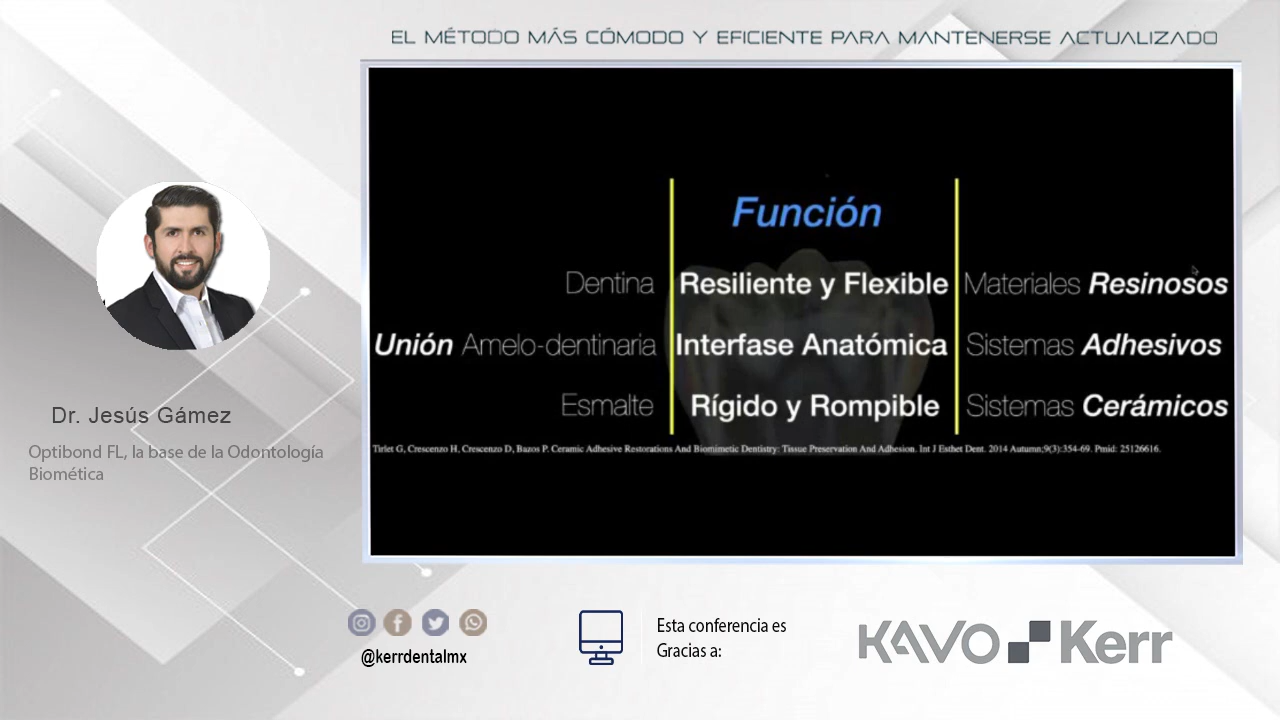 EL MÉTODO MÁS CÓMODO Y EFICIENTE PARA MANTENERSE ACTUALIZADO
Función
Dentina Resiliente y Flexible Materiales Resinosos
Unión Amelo-dentinaria Interfase Anatómica Sistemas Adhesivos
Esmalte Rígido y Rompible Sistemas Cerámicos
Tirlet G, Crescenzo H, Crescenzo D, Bazos P. Ceramic Adhesive Restorations And Biomimetic Dentistry: Tissue Preservation And Adhesion. Int J Esthet Dent. 2014 Autumn;9(3):354-69. Pmid: 25126616.
Dr. Jesús Gámez
Optibond FL, la base de la Odontología
Biomética
@kerrdentalmx
Esta conferencia es
Gracias a:
KAVO Kerr